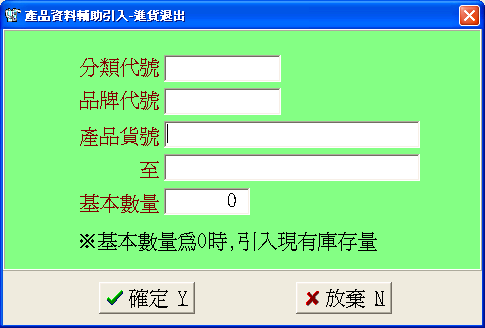 產品資料輔助引入-進貨退出
分類代號
品牌代號
產品貨號
至
基本數量 0
※基本數量為0時,引入現有庫存量
確定 Y 放棄 N